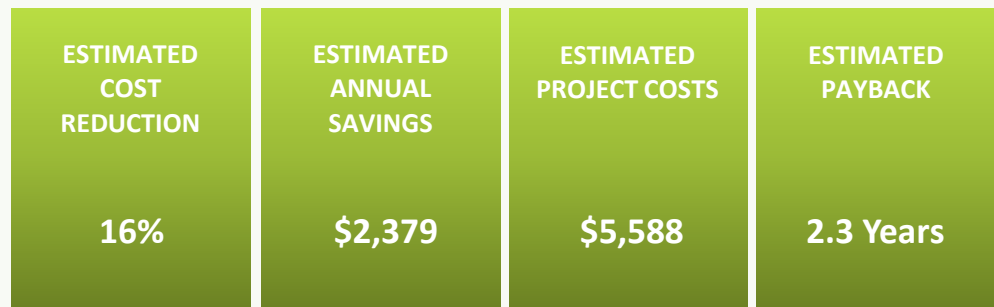 ESTIMATED
COST
REDUCTION
16%
ESTIMATED
ANNUAL
SAVINGS
$2,379
ESTIMATED
PROJECT COSTS
$5,588
ESTIMATED
PAYBACK
2.3 Years